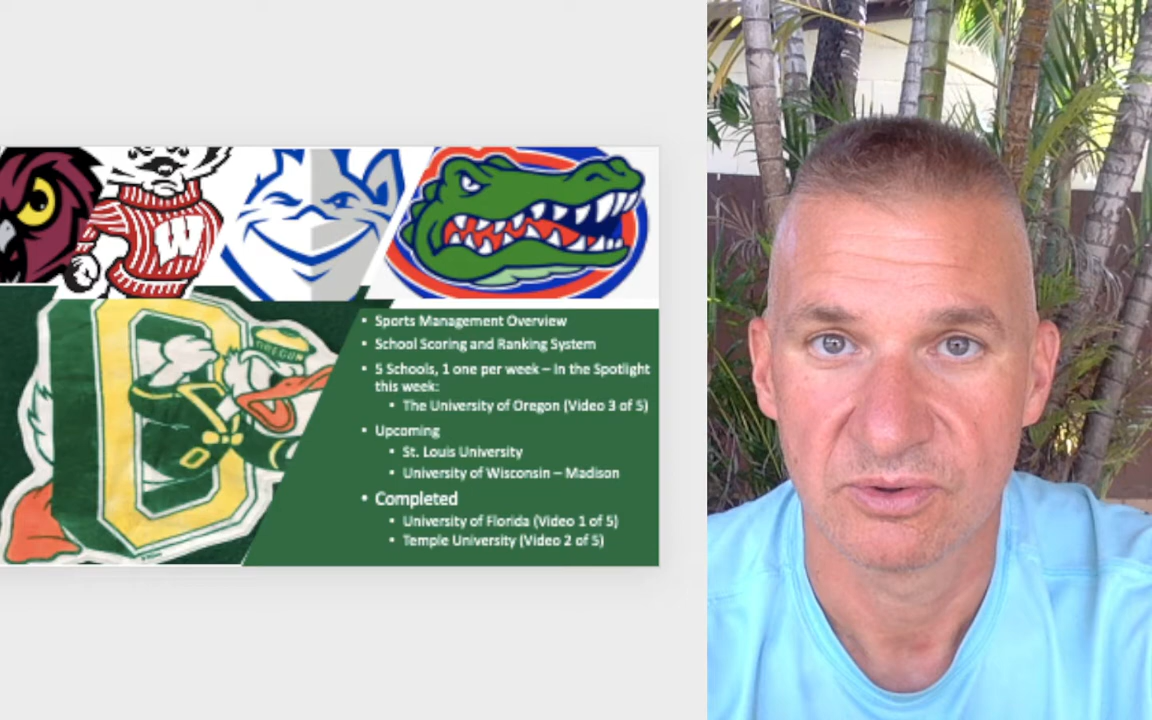 W
OREGON
Sports Management Overview
School Scoring and Ranking System
5 Schools, 1 one per week – In the Spotlight
this week:
The University of Oregon (Video 3 of 5)
Upcoming
St. Louis University
University of Wisconsin – Madison
Completed
University of Florida (Video 1 of 5)
Temple University (Video 2 of 5)